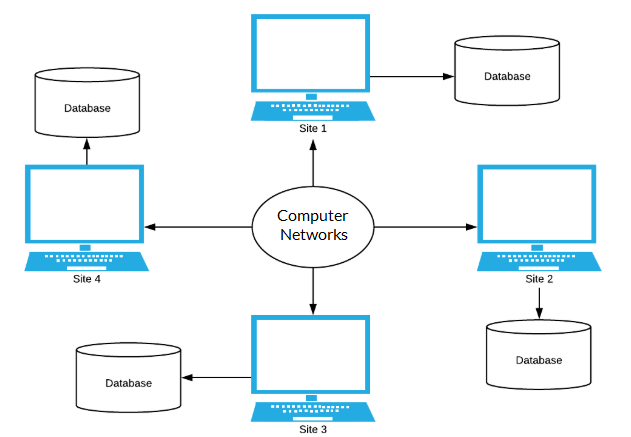 Database
Site 1
Database
Computer
Networks
Site 4
Site 2
Database
Database
Site 3